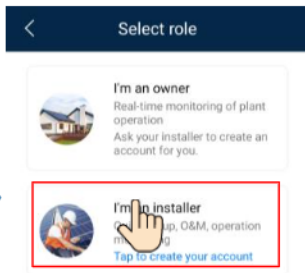 Select role
I'm an owner
Real-time monitoring of plant
operation
Ask your installer to create an
account for you.
I'm an installer
up, O&M, operation
Tap to create your account